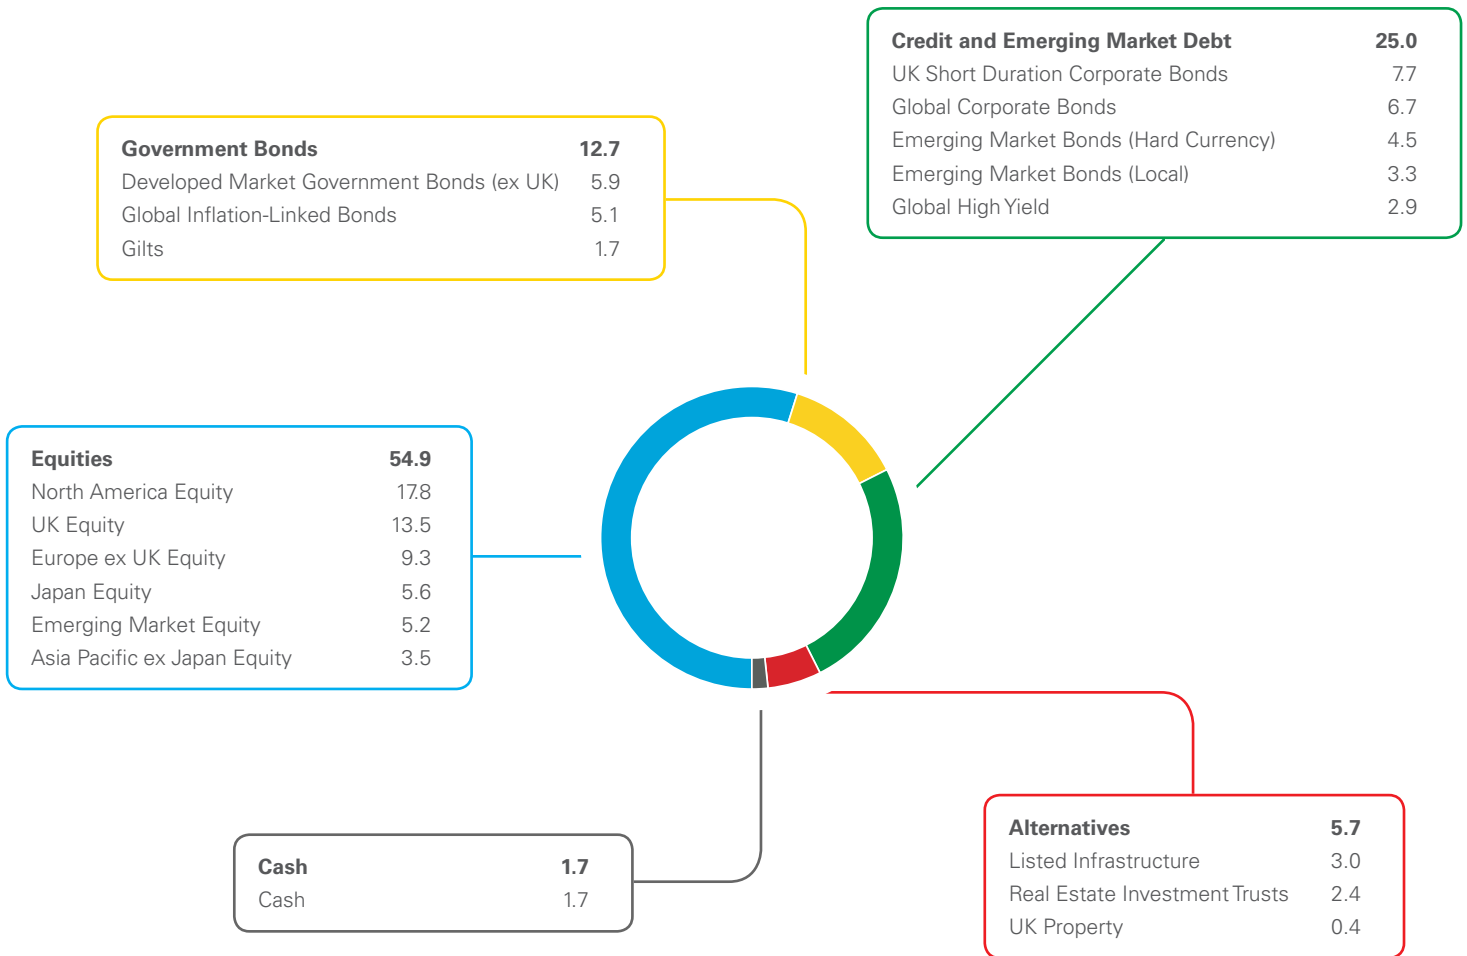 Credit and Emerging Market Debt 25.0
UK Short Duration Corporate Bonds 7.7
Global Corporate Bonds 6.7
Emerging Market Bonds (Hard Currency) 4.5
Emerging Market Bonds (Local) 3.3
Global High Yield 2.9
Government Bonds 12.7
Developed Market Government Bonds (ex UK) 5.9
Global Inflation-Linked Bonds 5.1
Gilts 1.7
Equities 54.9
North America Equity 17.8
UK Equity 13.5
Europe ex UK Equity 9.3
Japan Equity 5.6
Emerging Market Equity 5.2
Asia Pacific ex Japan Equity 3.5
Alternatives 5.7
Listed Infrastructure 3.0
Real Estate Investment Trusts 2.4
UK Property 0.4
Cash 1.7
Cash 1.7